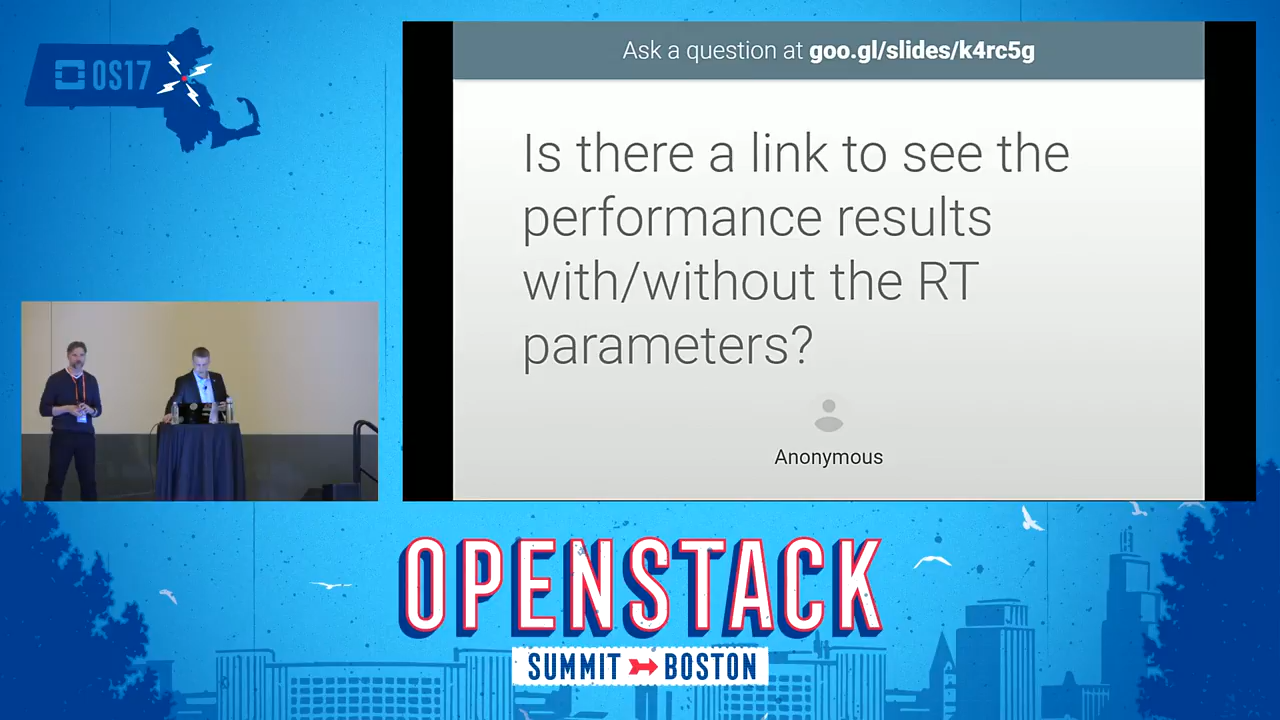 OS17
Ask a question at goo.gl/slides/k4rc5g
Is there a link to see the
performance results
with/without the RT
parameters?
Anonymous
OPENSTACK
SUMMIT BOSTON